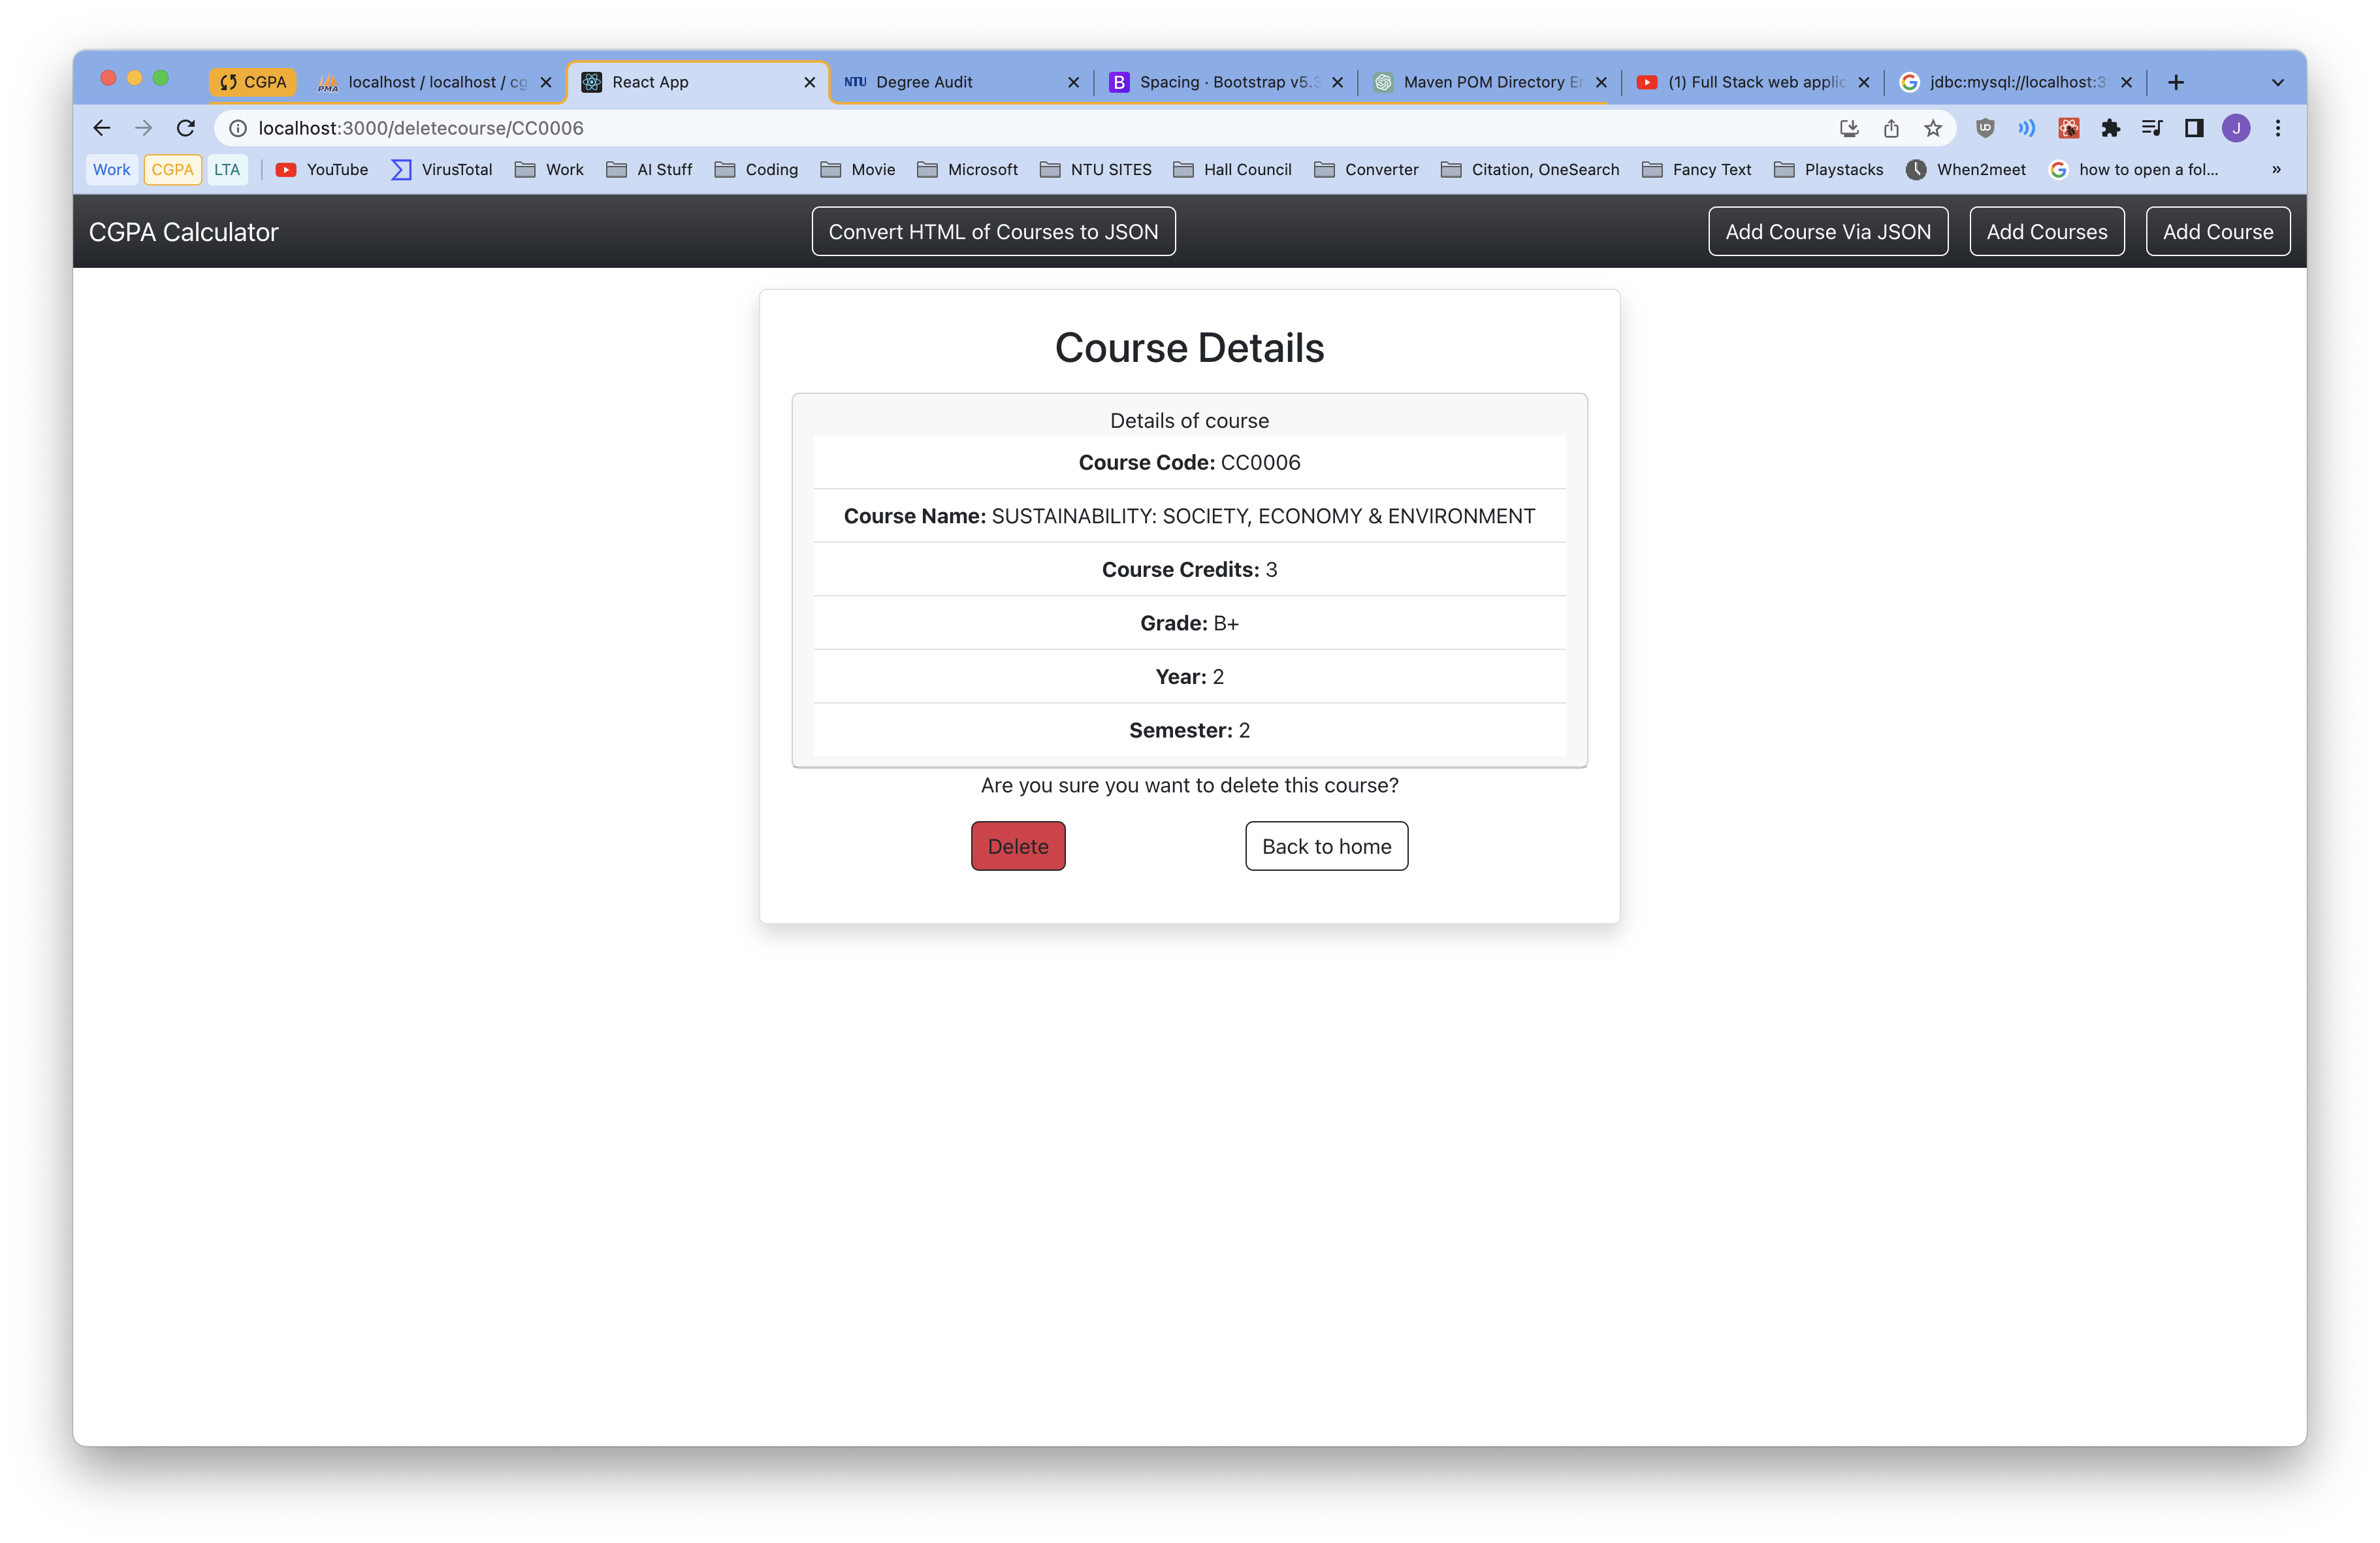 CGPA
localhost / localhost / cg
React App
NTU Degree Audit
B Spacing · Bootstrap v5.3
Maven POM Directory Er
(1) Full Stack web applic
jdbc:mysql://localhost:3
localhost:3000/deletecourse/CC0006
J
Work CGPA LTA YouTube VirusTotal Work AI Stuff Coding Movie Microsoft NTU SITES Hall Council Converter Citation, OneSearch Fancy Text Playstacks When2meet how to open a fol... »
CGPA Calculator
Convert HTML of Courses to JSON
Add Course Via JSON
Add Courses
Add Course
Course Details
Details of course
Course Code: CC0006
Course Name: SUSTAINABILITY: SOCIETY, ECONOMY & ENVIRONMENT
Course Credits: 3
Grade: B+
Year: 2
Semester: 2
Are you sure you want to delete this course?
Delete
Back to home